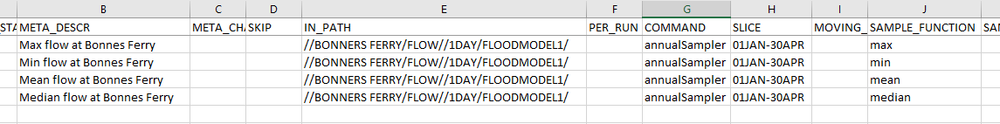 B C D E F G H I J
STA META_DESCR META_CHA SKIP IN_PATH PER_RUN COMMAND SLICE MOVING_ SAMPLE_FUNCTION SAM
Max flow at Bonnes Ferry //BONNERS FERRY/FLOW//1DAY/FLOODMODEL1/ annualSampler 01JAN-30APR max
Min flow at Bonnes Ferry //BONNERS FERRY/FLOW//1DAY/FLOODMODEL1/ annualSampler 01JAN-30APR min
Mean flow at Bonnes Ferry //BONNERS FERRY/FLOW//1DAY/FLOODMODEL1/ annualSampler 01JAN-30APR mean
Median flow at Bonnes Ferry //BONNERS FERRY/FLOW//1DAY/FLOODMODEL1/ annualSampler 01JAN-30APR median